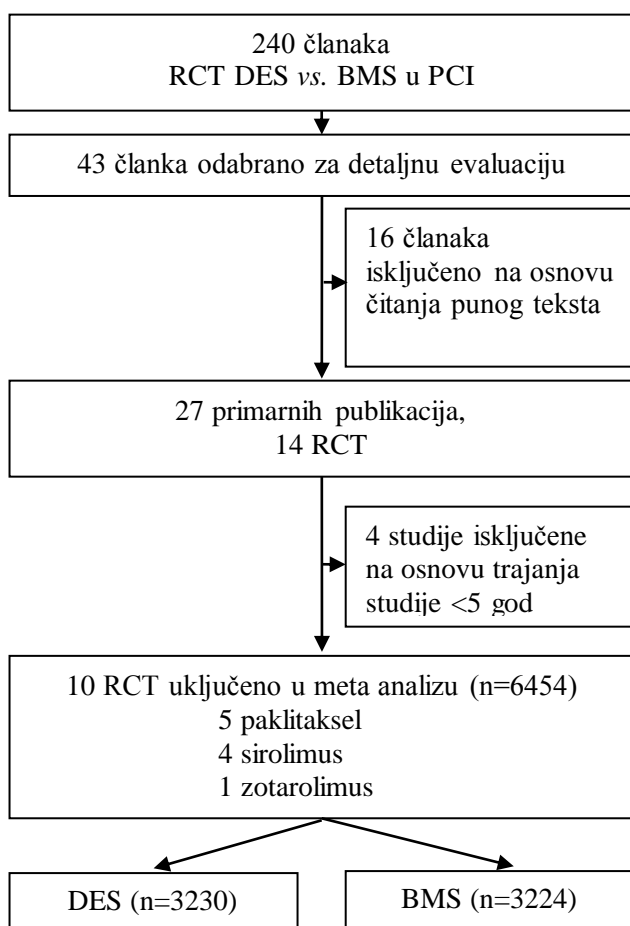 240 članaka
RCT DES vs. BMS u PCI
43 članka odabrano za detaljnu evaluaciju
16 članaka
isključeno na osnovu
čitanja punog teksta
27 primarnih publikacija,
14 RCT
4 studije isključene
na osnovu trajanja
studije <5 god
10 RCT uključeno u meta analizu (n=6454)
5 paklitaksel
4 sirolimus
1 zotarolimus
DES (n=3230)
BMS (n=3224)